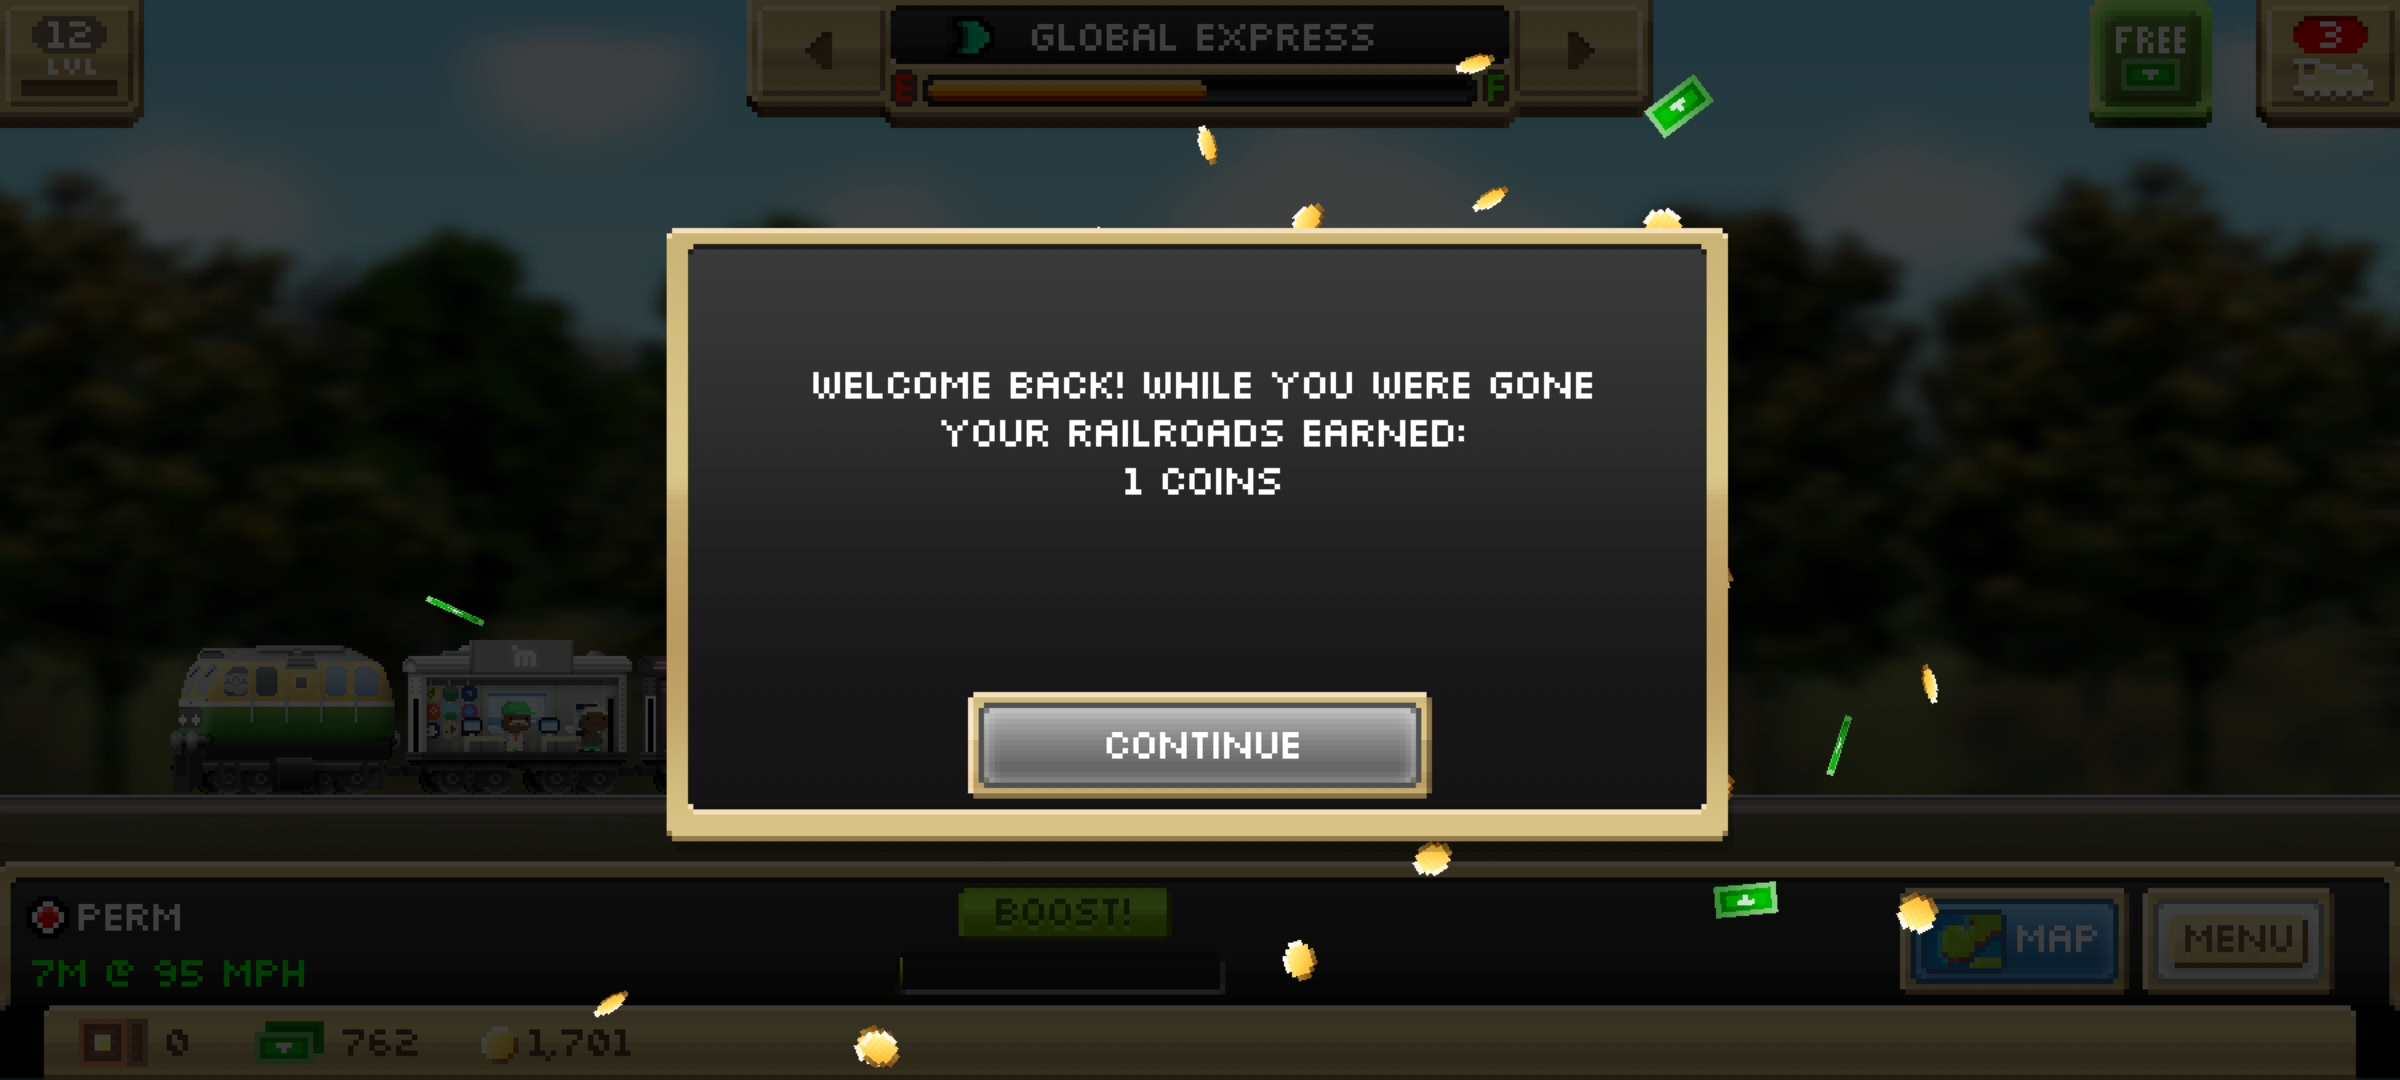 12
LVL
GLOBAL EXPRESS
E
F
FREE
3
WELCOME BACK! WHILE YOU WERE GONE
YOUR RAILROADS EARNED:
1 COINS
CONTINUE
m
PERM
7M @ 95 MPH
BOOST!
MAP
MENU
0
762
1,701